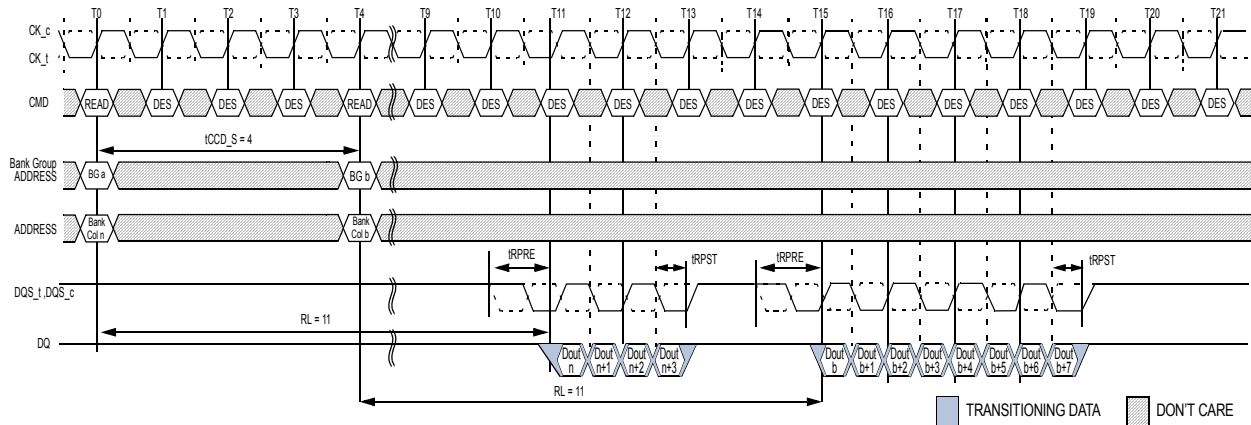 T0 T1 T2 T3 T4 T9 T10 T11 T12 T13 T14 T15 T16 T17 T18 T19 T20 T21
CK_c
CK_t
CMD READ DES DES DES READ DES DES DES DES DES DES DES DES DES DES DES DES DES
tCCD_S = 4
Bank Group
ADDRESS BG a BG b
ADDRESS
Bank
Col n
Bank
Col b
tRPRE tRPST tRPRE tRPST
DQS_t ,DQS_c
RL = 11
DQ
Dout Dout Dout Dout Dout Dout Dout Dout Dout Dout Dout Dout
n n+1 n+2 n+3 b b+1 b+2 b+3 b+4 b+5 b+6 b+7
RL = 11
TRANSITIONING DATA DON'T CARE